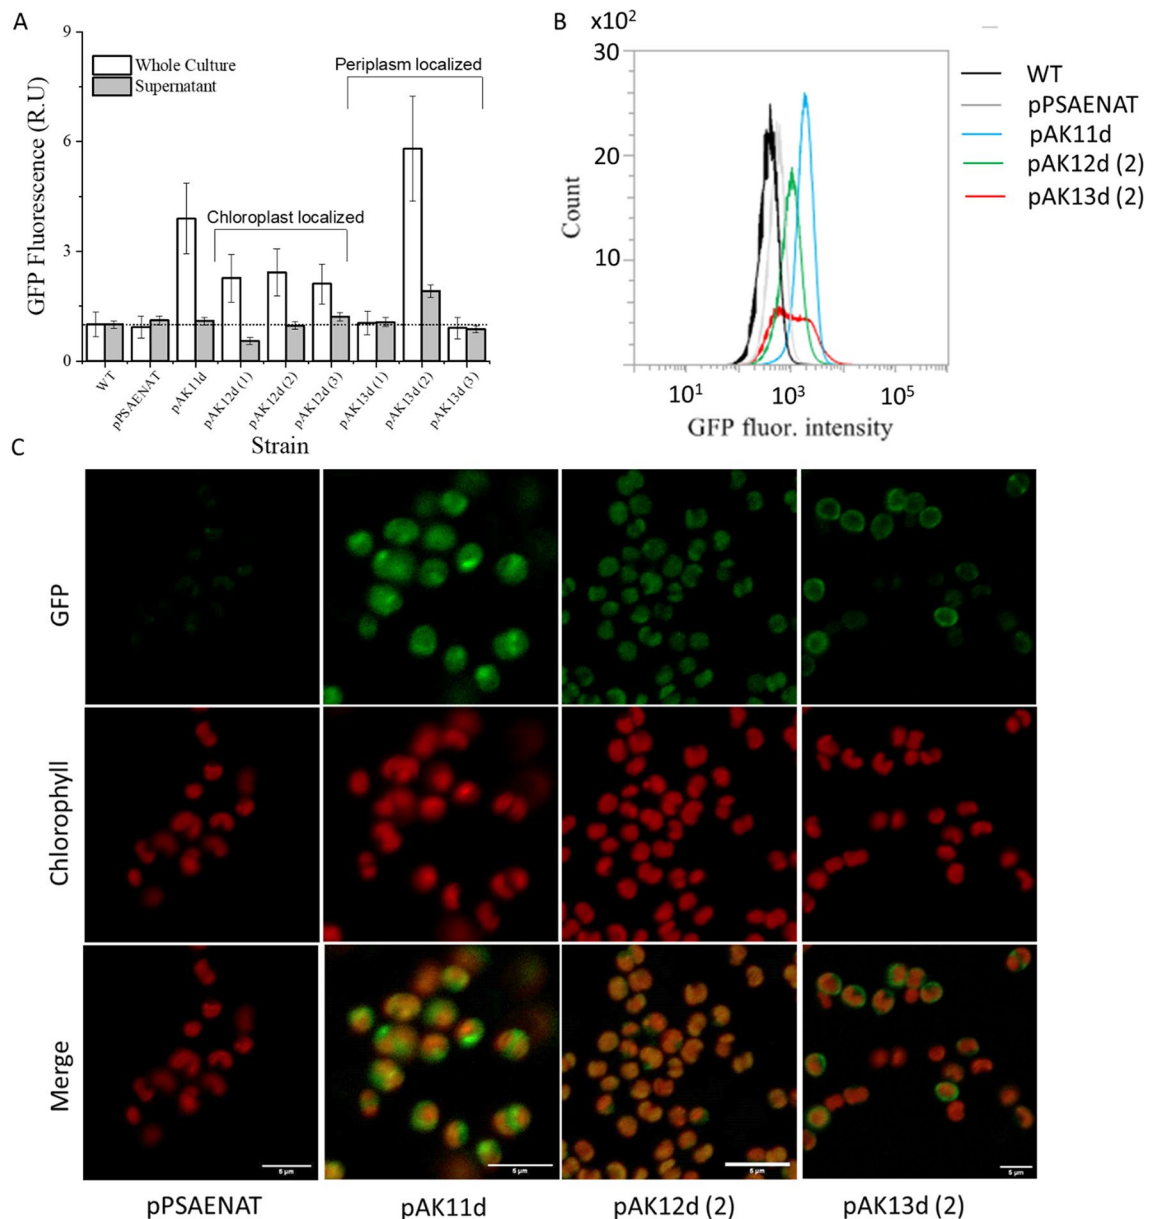 A
9
6
3
0
GFP Fluorescence (R.U)
Whole Culture
Supernatant
Periplasm localized
Chloroplast localized
WT
pPSAENAT
pAK11d
pAK12d (1)
pAK12d (2)
pAK12d (3)
pAK13d (1)
pAK13d (2)
pAK13d (3)
Strain
B
x10²
30
20
10
Count
10¹
10³
10⁵
GFP fluor. intensity
WT
pPSAENAT
pAK11d
pAK12d (2)
pAK13d (2)
C
GFP
Chlorophyll
Merge
5 μm
5 μm
5 μm
5 μm
pPSAENAT
pAK11d
pAK12d (2)
pAK13d (2)